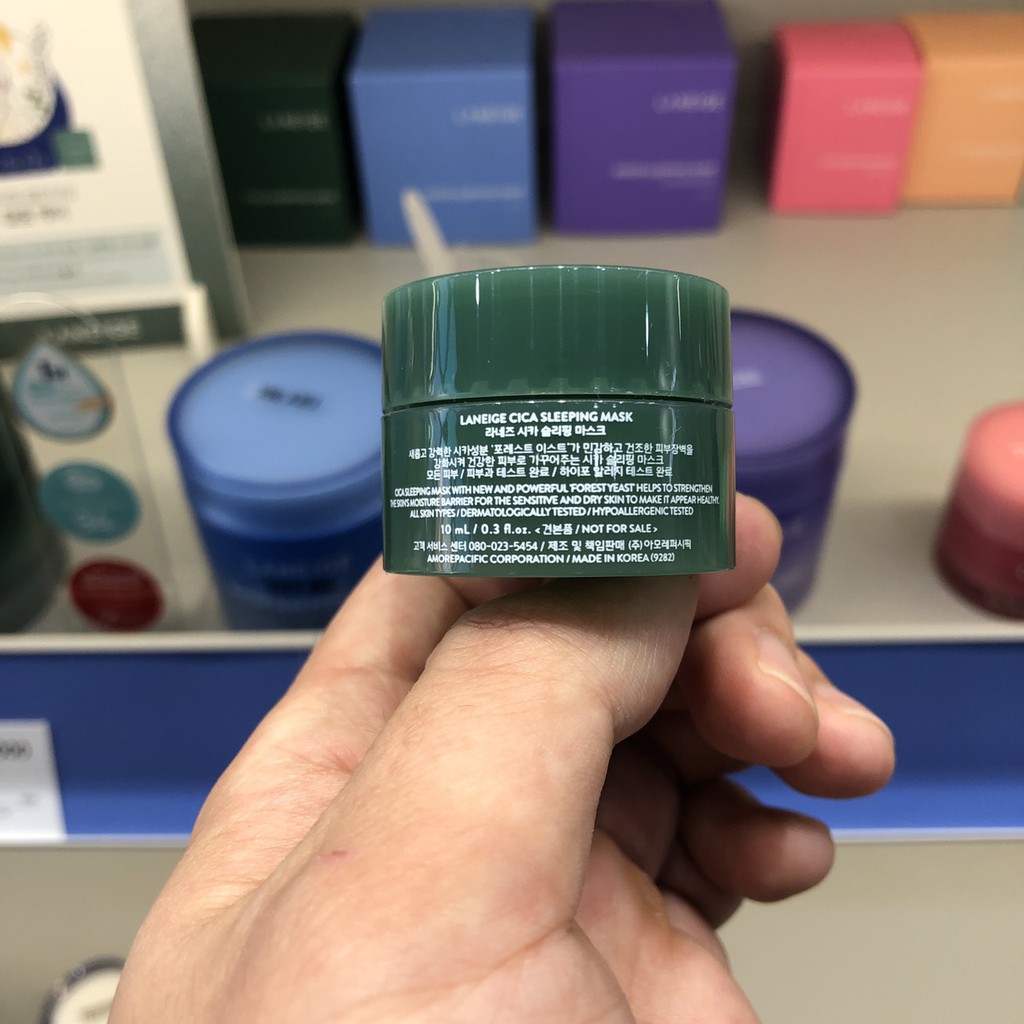 LANEIGE
LANEIGE
LANEIGE
LANEIGE
LANEIGE CICA SLEEPING MASK
라네즈 시카 슬리핑 마스크
새롭고 강력한 시카성분 '포레스트 이스트'가 민감하고 건조한 피부장벽을
강화시켜 건강한 피부로 가꾸어주는 시카 슬리핑 마스크
모든 피부 / 피부과 테스트 완료 / 하이포 알러지 테스트 완료
CICA SLEEPING MASK WITH NEW AND POWERFUL 'FOREST YEAST' HELPS TO STRENGTHEN
THE SKIN'S MOISTURE BARRIER FOR THE SENSITIVE AND DRY SKIN TO MAKE IT APPEAR HEALTHY.
ALL SKIN TYPES / DERMATOLOGICALLY TESTED / HYPOALLERGENIC TESTED
10 mL / 0.3 fl.oz. <견본품 / NOT FOR SALE>
고객 서비스 센터 080-023-5454 / 제조 및 책임판매 (주)아모레퍼시픽
AMOREPACIFIC CORPORATION / MADE IN KOREA (9282)